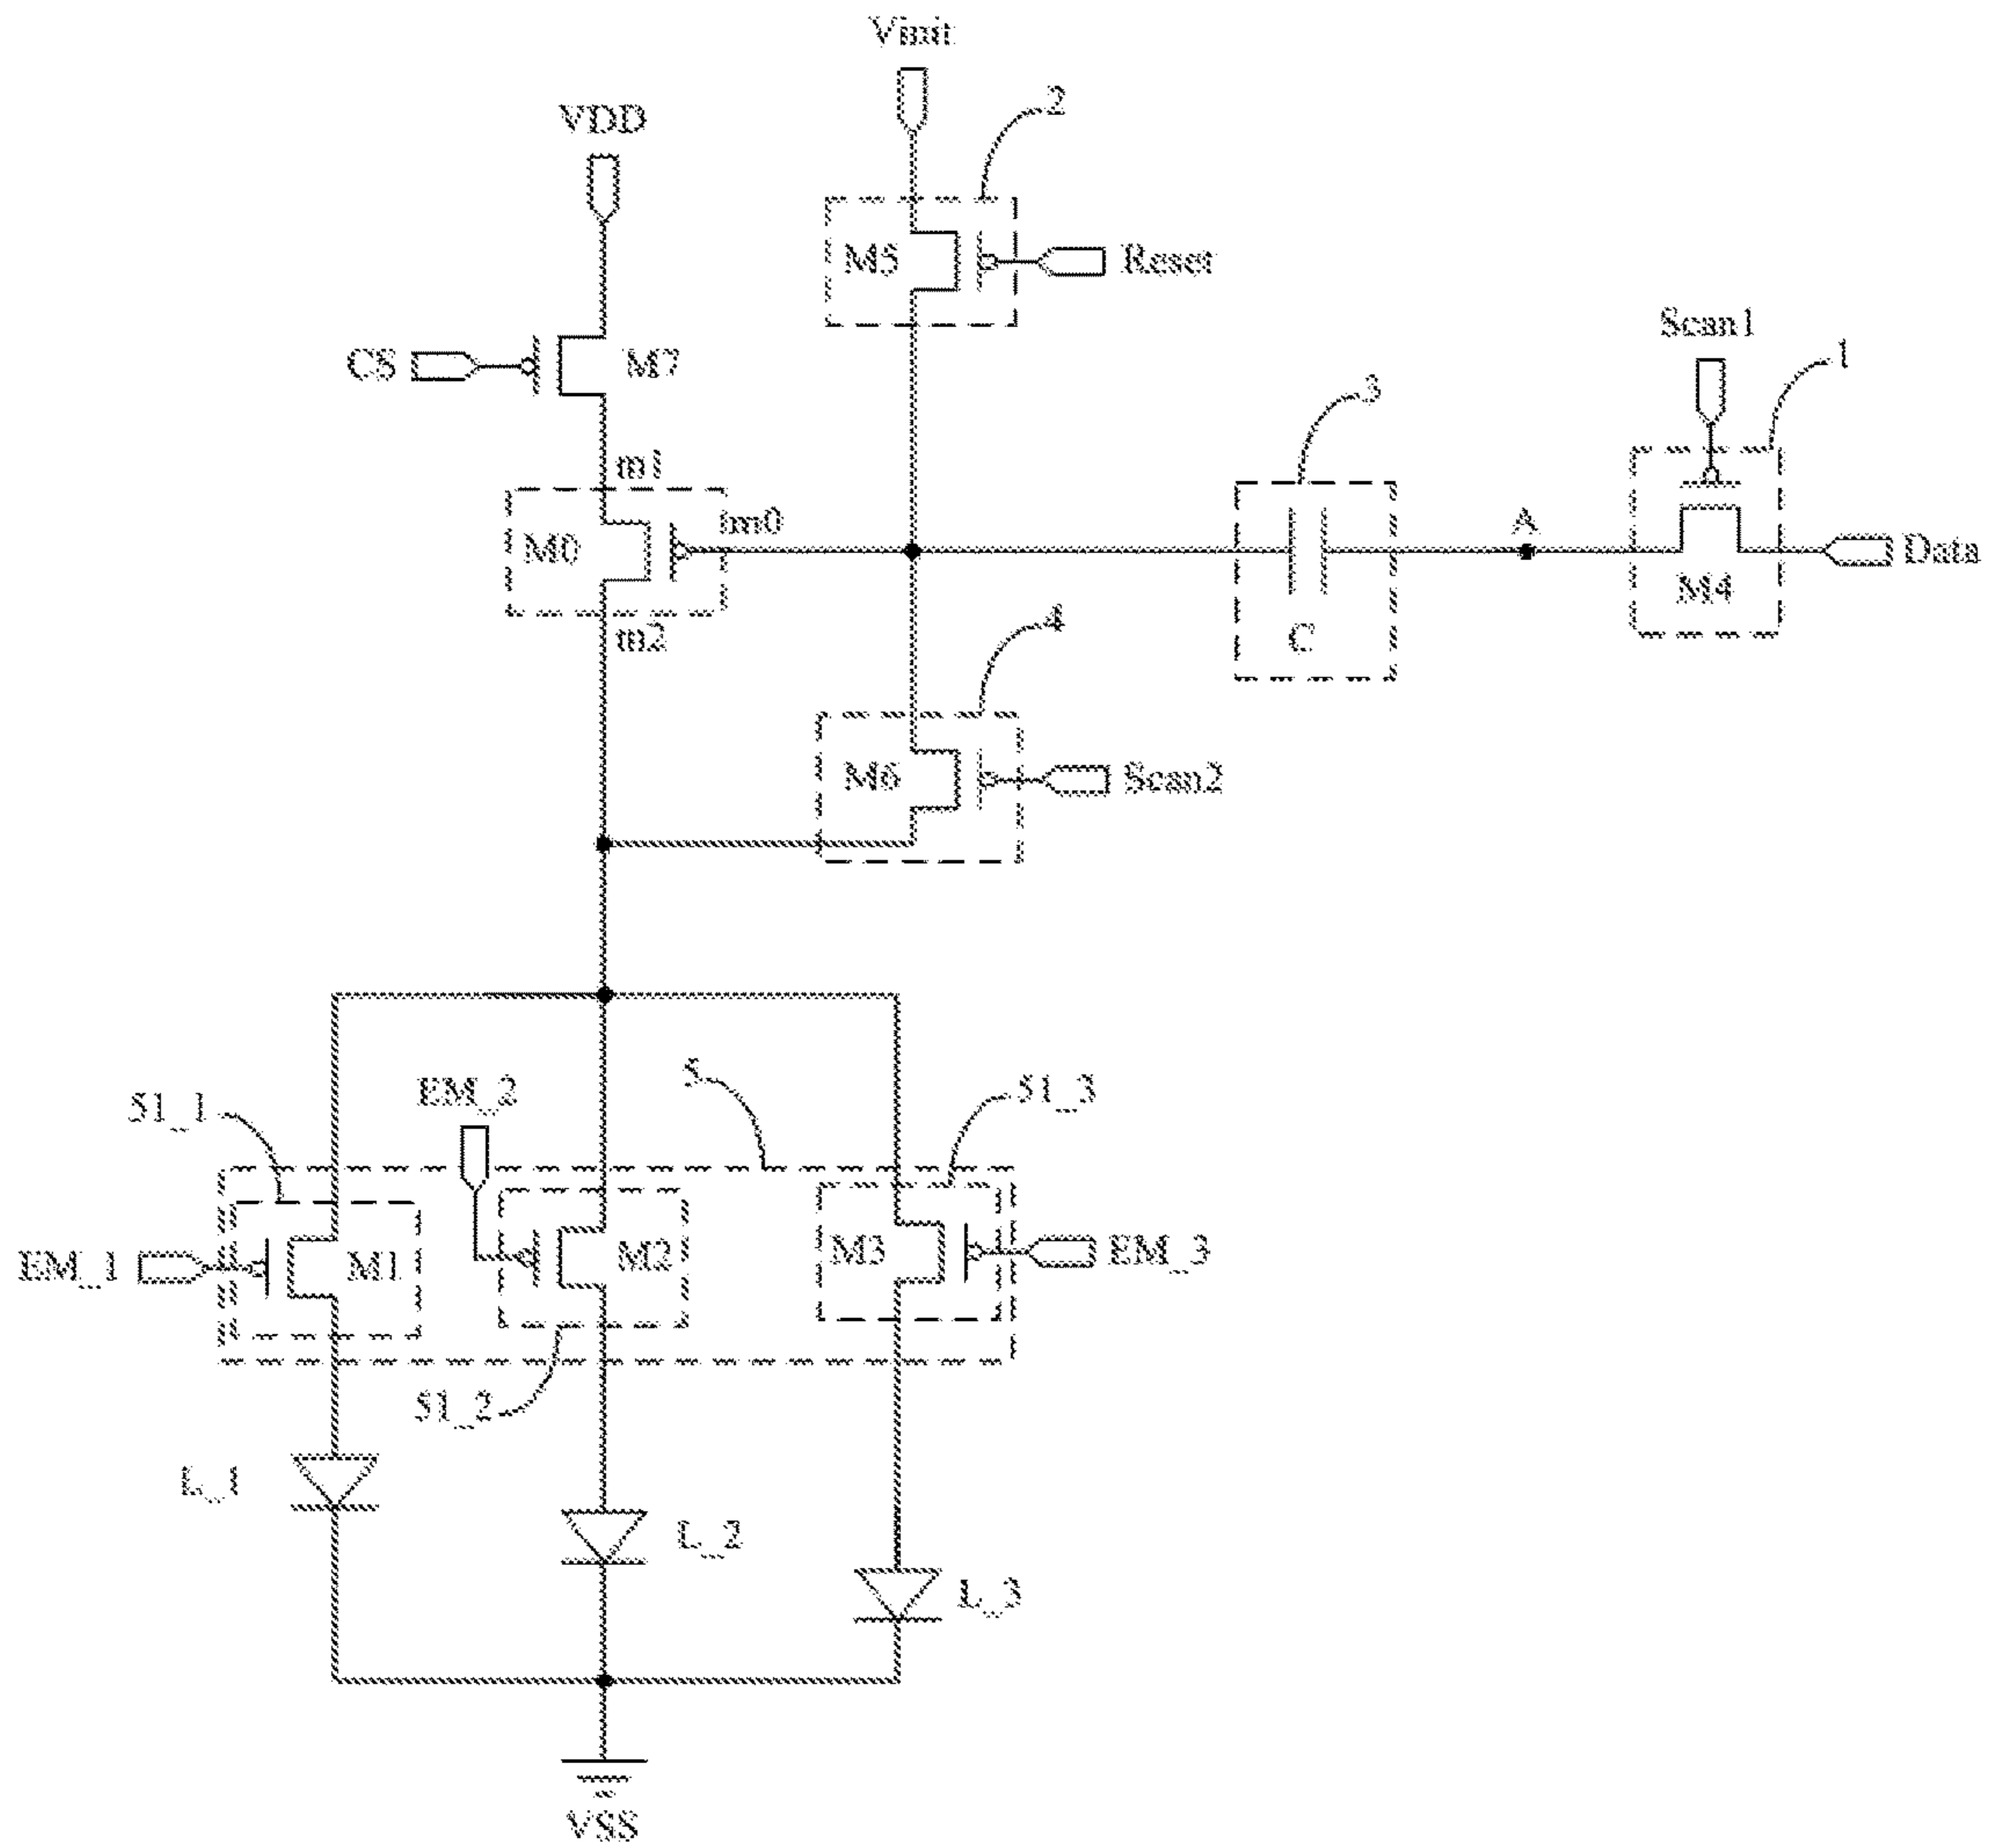 Vinit
VDD
2
M5
Reset
Scan1
CS
M7
3
1
m1
M0
m0
A
Data
M4
m2
4
C
M6
Scan2
EM_2
5
51_3
51_1
EM_1
M1
M2
M3
EM_3
51_2
L_1
L_2
L_3
VSS